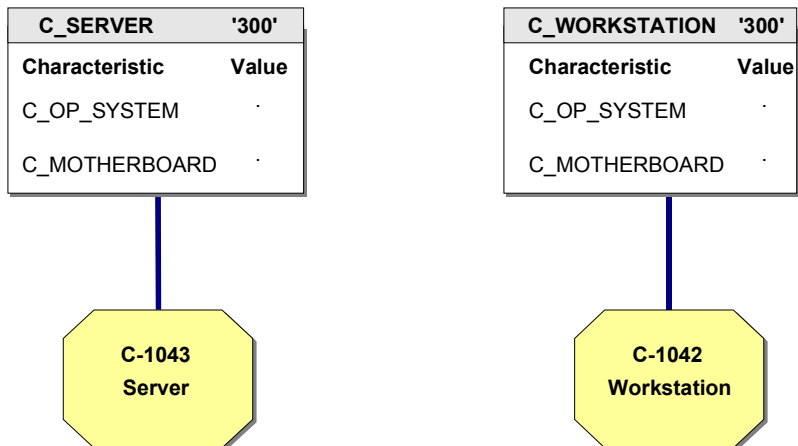 C_SERVER '300'
Characteristic Value
C_OP_SYSTEM .
C_MOTHERBOARD .
C-1043
Server
C_WORKSTATION '300'
Characteristic Value
C_OP_SYSTEM .
C_MOTHERBOARD .
C-1042
Workstation